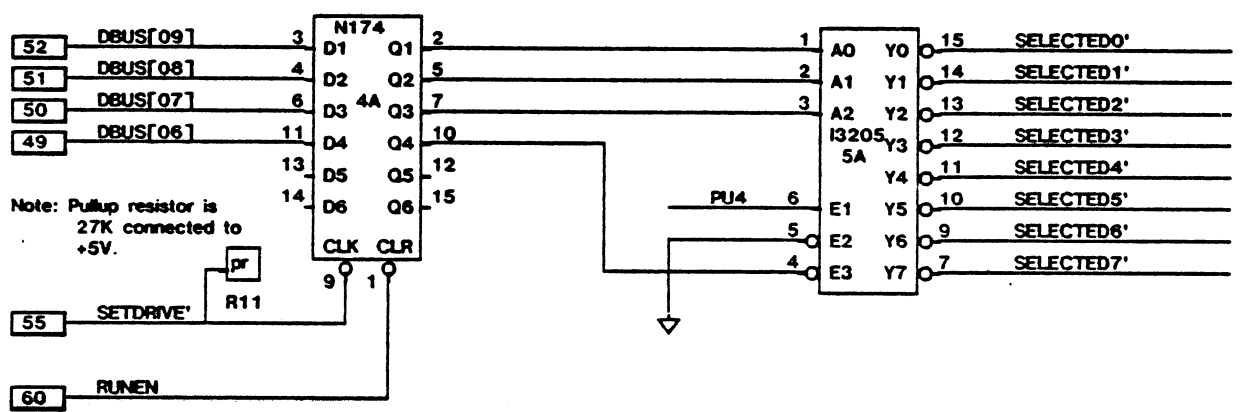 N174
52 DBUS[09] 3 D1 Q1 2 1 A0 Y0 15 SELECTED0'
51 DBUS[08] 4 D2 Q2 5 2 A1 Y1 14 SELECTED1'
50 DBUS[07] 6 D3 4A Q3 7 3 A2 Y2 13 SELECTED2'
49 DBUS[06] 11 D4 Q4 10 I3205 Y3 12 SELECTED3'
13 D5 Q5 12 5A Y4 11 SELECTED4'
14 D6 Q6 15 PU4 6 E1 Y5 10 SELECTED5'
Note: Pullup resistor is
27K connected to
+5V.
CLK CLR 5 E2 Y6 9 SELECTED6'
pr 9 1 4 E3 Y7 7 SELECTED7'
R11
55 SETDRIVE'
60 RUNEN